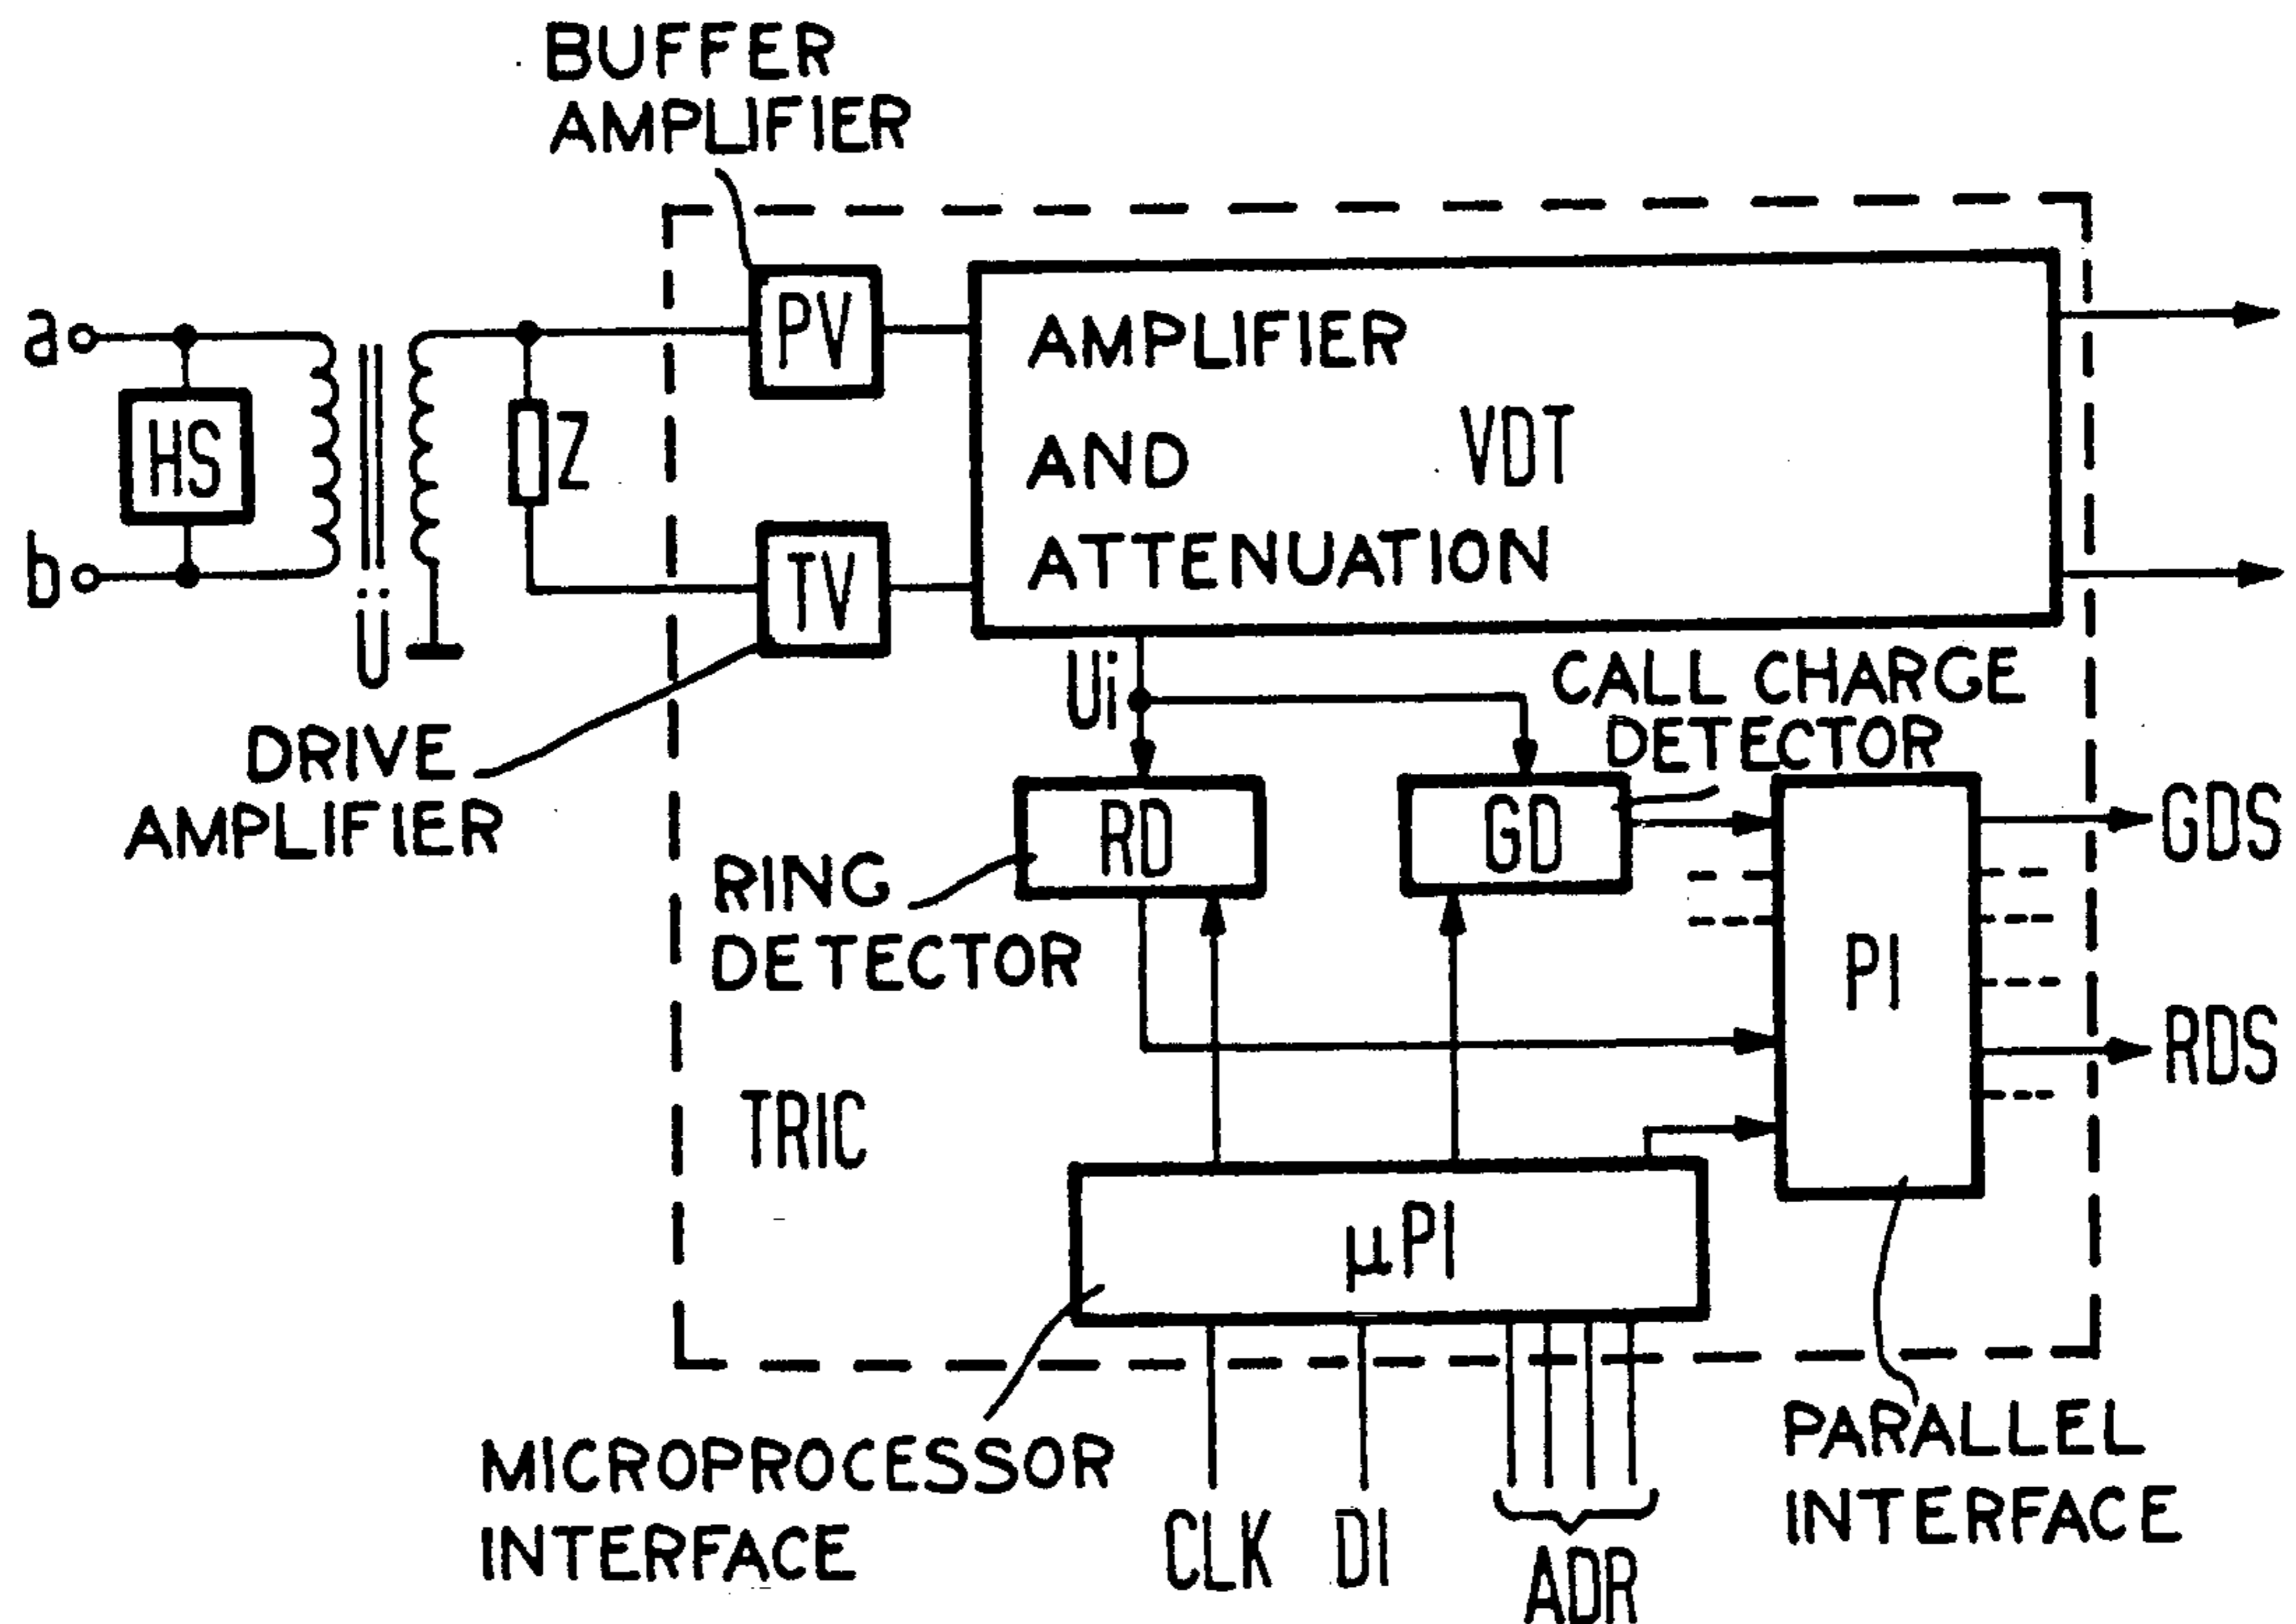 BUFFER
AMPLIFIER
a
HS
b
Ü
Z
PV
TV
AMPLIFIER
AND
VDT
ATTENUATION
DRIVE
AMPLIFIER
Ui
CALL CHARGE
DETECTOR
RD
GD
RING
DETECTOR
PI
GDS
RDS
TRIC
µPI
MICROPROCESSOR
INTERFACE
CLK
DI
ADR
PARALLEL
INTERFACE